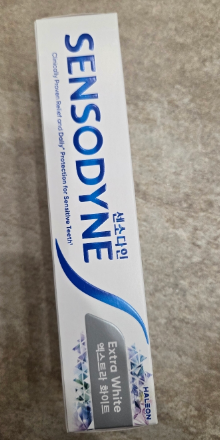 SENSODYNE
Clinically Proven Relief and Daily* Protection for Sensitive Teeth¹
센소다인
Extra White
엑스트라 화이트
HALEON